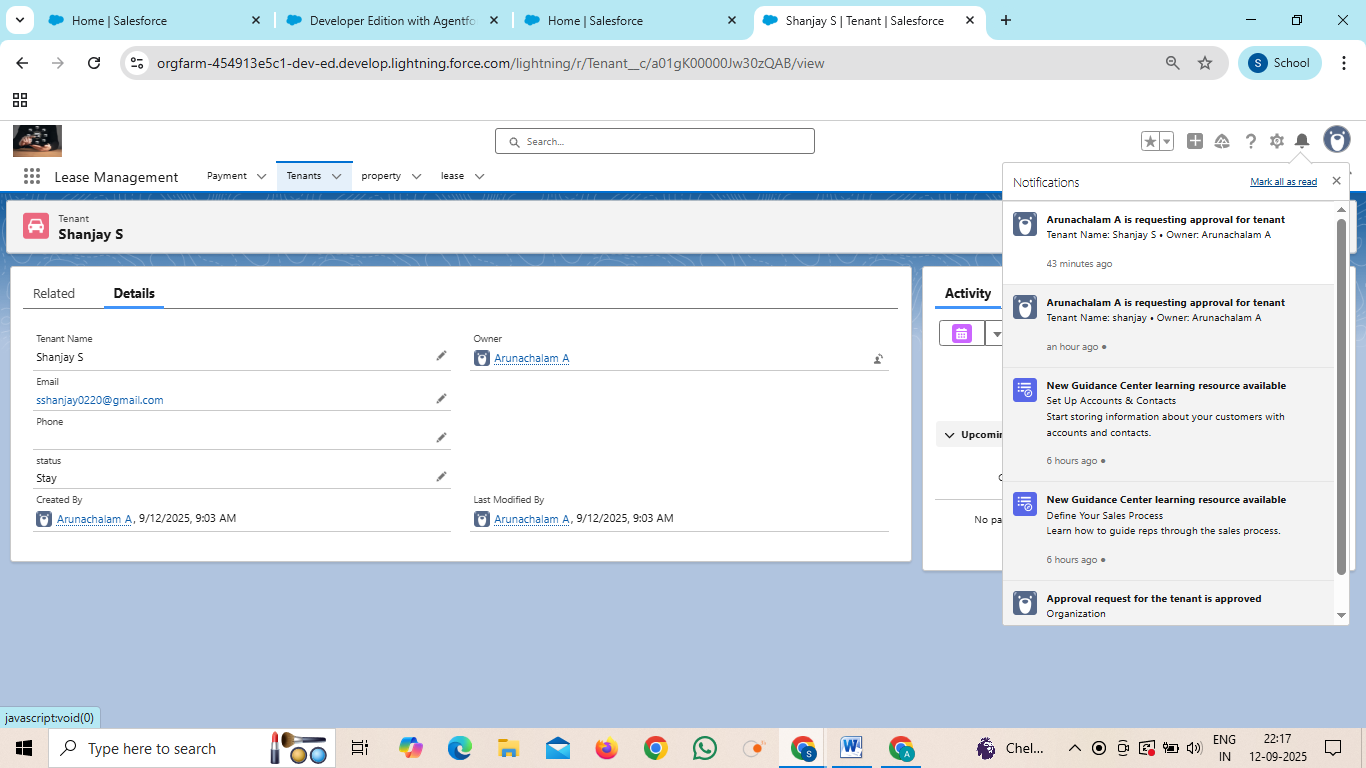 Home | Salesforce
Developer Edition with Agentfo
Home | Salesforce
Shanjay S | Tenant | Salesforce
orgfarm-454913e5c1-dev-ed.develop.lightning.force.com/lightning/r/Tenant__c/a01gK00000Jw30zQAB/view
S School
Search...
Lease Management
Payment
Tenants
property
lease
Tenant
Shanjay S
Related
Details
Tenant Name
Shanjay S
Owner
Arunachalam A
Email
sshanjay0220@gmail.com
Phone
status
Stay
Created By
Arunachalam A, 9/12/2025, 9:03 AM
Last Modified By
Arunachalam A, 9/12/2025, 9:03 AM
Activity
Upcomin
No pa
Notifications
Mark all as read
Arunachalam A is requesting approval for tenant
Tenant Name: Shanjay S • Owner: Arunachalam A
43 minutes ago
Arunachalam A is requesting approval for tenant
Tenant Name: shanjay • Owner: Arunachalam A
an hour ago •
New Guidance Center learning resource available
Set Up Accounts & Contacts
Start storing information about your customers with
accounts and contacts.
6 hours ago •
New Guidance Center learning resource available
Define Your Sales Process
Learn how to guide reps through the sales process.
6 hours ago •
Approval request for the tenant is approved
Organization
javascript:void(0)
Type here to search
Chel...
ENG
IN
22:17
12-09-2025